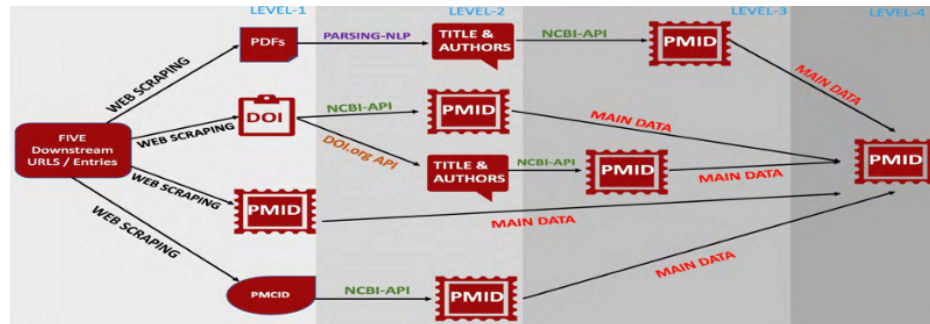 LEVEL-1
LEVEL-2
LEVEL-3
LEVEL-4
PDFs
PARSING-NLP
TITLE &
AUTHORS
NCBI-API
PMID
WEB SCRAPING
MAIN DATA
DOI
NCBI-API
PMID
MAIN DATA
WEB SCRAPING
FIVE
Downstream
URLS / Entries
DOI.org API
TITLE &
AUTHORS
NCBI-API
PMID
MAIN DATA
PMID
WEB SCRAPING
PMID
MAIN DATA
WEB SCRAPING
PMCID
NCBI-API
PMID
MAIN DATA